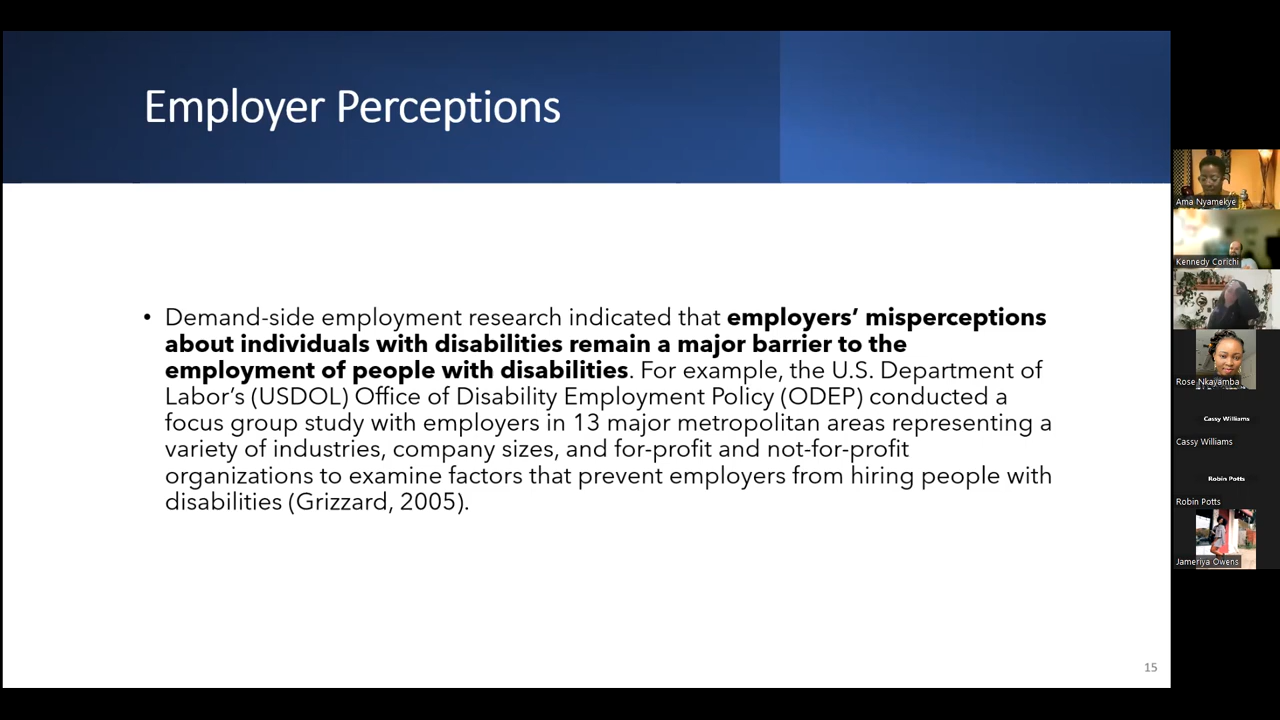 Employer Perceptions
• Demand-side employment research indicated that employers’ misperceptions
about individuals with disabilities remain a major barrier to the
employment of people with disabilities. For example, the U.S. Department of
Labor’s (USDOL) Office of Disability Employment Policy (ODEP) conducted a
focus group study with employers in 13 major metropolitan areas representing a
variety of industries, company sizes, and for-profit and not-for-profit
organizations to examine factors that prevent employers from hiring people with
disabilities (Grizzard, 2005).
15
Ama Nyamekye
Kennedy Corichi
Rose Nkayamba
Cassy Williams
Cassy Williams
Robin Potts
Robin Potts
Jameriya Owens